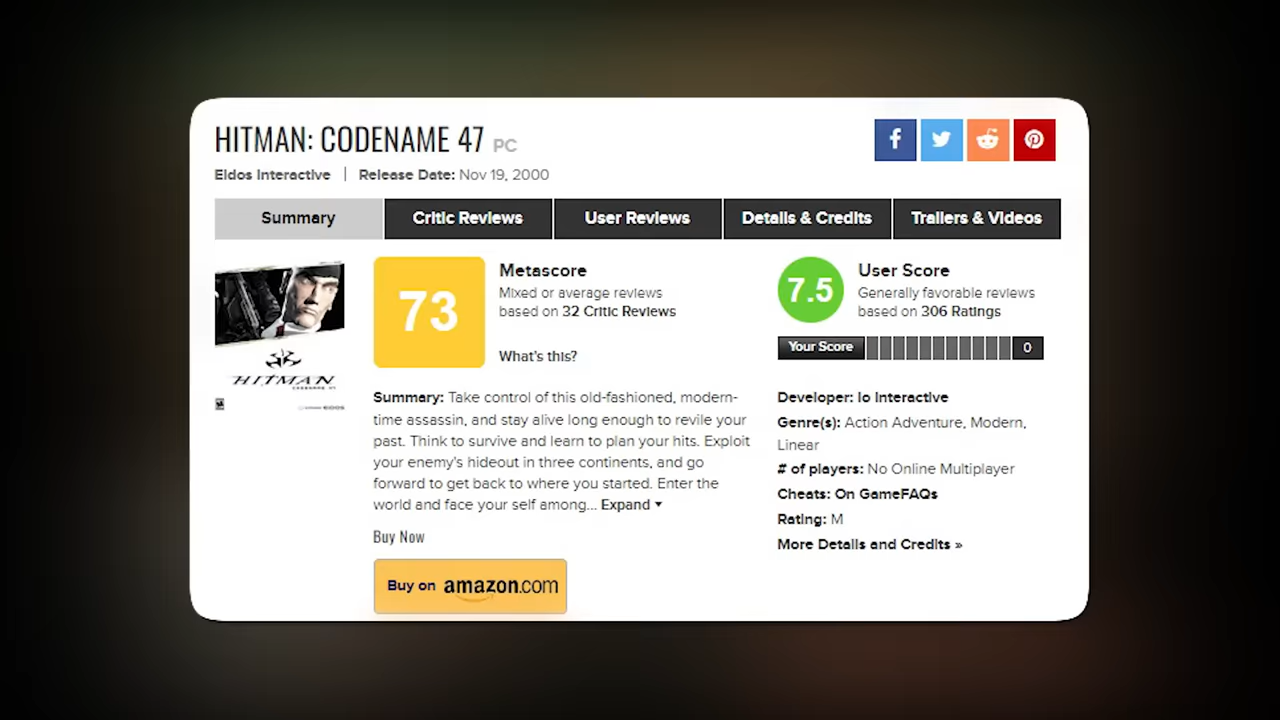 HITMAN: CODENAME 47 PC
Eidos Interactive | Release Date: Nov 19, 2000
Summary
Critic Reviews
User Reviews
Details & Credits
Trailers & Videos
HITMAN
CODENAME 47
73
Metascore
Mixed or average reviews
based on 32 Critic Reviews
What's this?
7.5
User Score
Generally favorable reviews
based on 306 Ratings
Your Score
0
Summary: Take control of this old-fashioned, modern-
time assassin, and stay alive long enough to revile your
past. Think to survive and learn to plan your hits. Exploit
your enemy's hideout in three continents, and go
forward to get back to where you started. Enter the
world and face your self among... Expand
Buy Now
Buy on amazon.com
Developer: Io Interactive
Genre(s): Action Adventure, Modern,
Linear
# of players: No Online Multiplayer
Cheats: On GameFAQs
Rating: M
More Details and Credits »